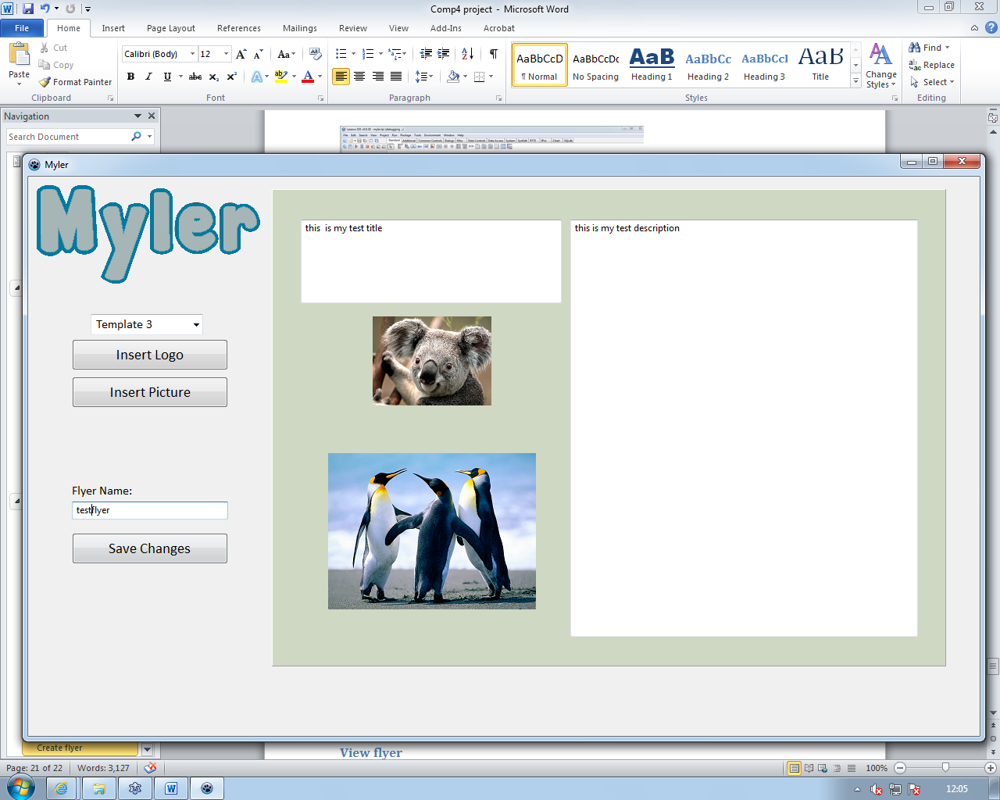 Comp4 project - Microsoft Word
File Home Insert Page Layout References Mailings Review View Add-Ins Acrobat
Paste
Cut
Copy
Format Painter
Clipboard
Calibri (Body) 12
Font
Paragraph
AaBbCcD AaBbCcDc AaB AaBbCc AaBbCcI AaB
¶ Normal No Spacing Heading 1 Heading 2 Heading 3 Title
Change Styles
Styles
Find
Replace
Select
Editing
Navigation
Search Document
Myler
Myler
Template 3
Insert Logo
Insert Picture
Flyer Name:
testflyer
Save Changes
this  is my test title
this is my test description
Create flyer
View flyer
Page: 21 of 22 Words: 3,127
100%
12:05